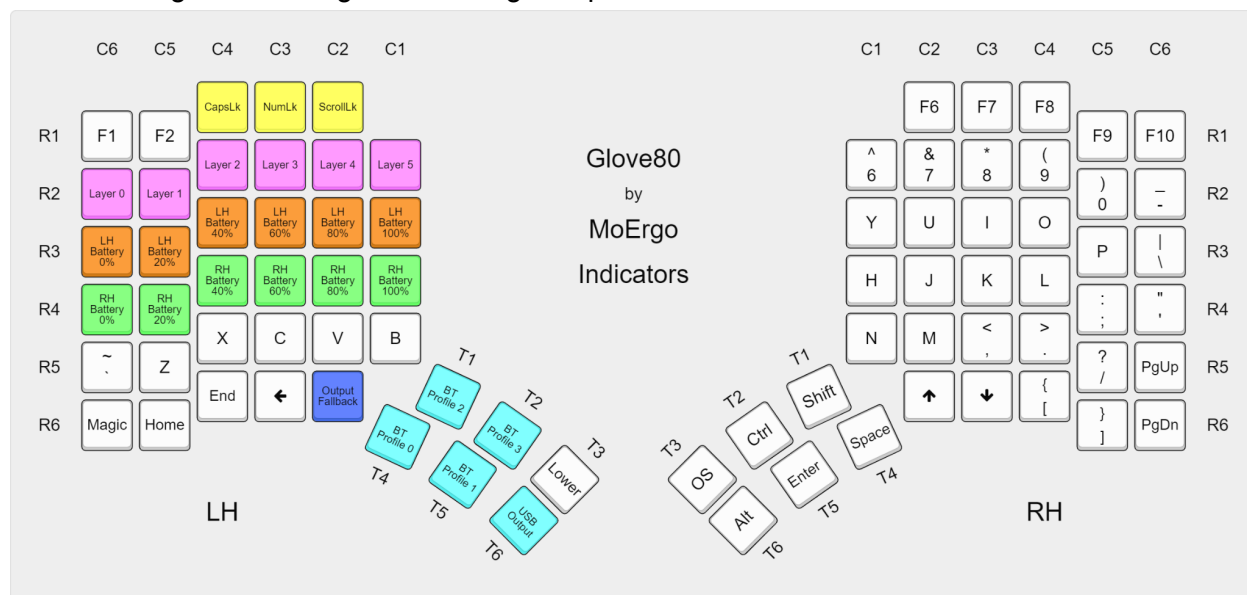 C6 C5 C4 C3 C2 C1
C1 C2 C3 C4 C5 C6
CapsLk NumLk ScrollLk
F6 F7 F8
R1 F1 F2
F9 F10 R1
Layer 2 Layer 3 Layer 4 Layer 5
Glove80
^ & * (
6 7 8 9
R2 Layer 0 Layer 1
by
) _
0 -
R2
LH LH LH LH
Battery Battery Battery Battery
40% 60% 80% 100%
MoErgo
Y U I O
R3
LH LH
Battery Battery
0% 20%
P
|
\
R3
RH RH RH RH
Battery Battery Battery Battery
40% 60% 80% 100%
Indicators
H J K L
R4
RH RH
Battery Battery
0% 20%
: "
; '
R4
X C V B
N M
< >
, .
R5
~
`
Z
?
/
PgUp
R5
End ←
Output
Fallback
↑ ↓
{
[
R6 Magic Home
}
]
PgDn
R6
T1
BT
Profile 2
T2
BT
Profile 3
T3
Lower
BT
Profile 0
T4
BT
Profile 1
T5
USB
Output
T6
T1
Shift
T2
Ctrl
T3
OS
Space
T4
Enter
T5
Alt
T6
LH
RH